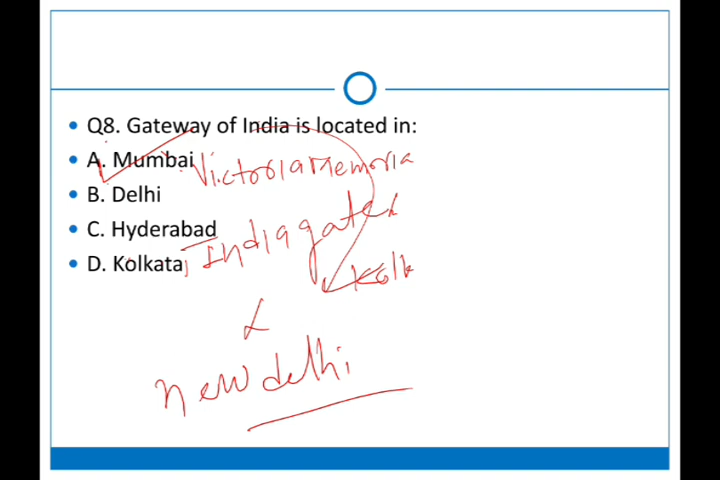 Q8. Gateway of India is located in:
A. Mumbai
Victoria Memoria
B. Delhi
C. Hyderabad
India gate
D. Kolkata
Kolk
New delhi